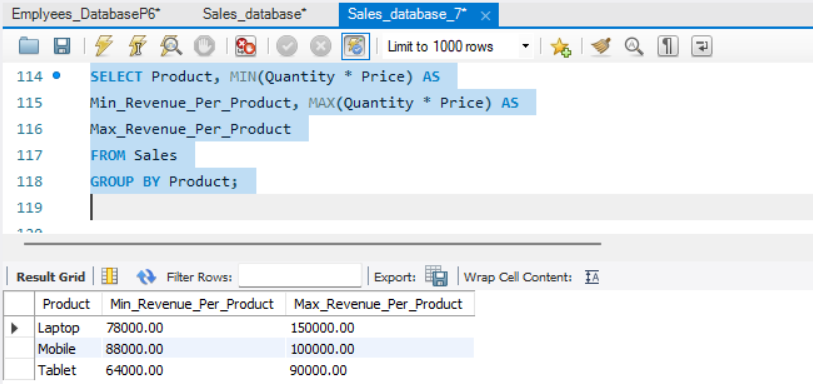 Emplyees_DatabaseP6* Sales_database* Sales_database_7*
Limit to 1000 rows
114 SELECT Product, MIN(Quantity * Price) AS
115 Min_Revenue_Per_Product, MAX(Quantity * Price) AS
116 Max_Revenue_Per_Product
117 FROM Sales
118 GROUP BY Product;
119
Result Grid Filter Rows: Export: Wrap Cell Content:
Product Min_Revenue_Per_Product Max_Revenue_Per_Product
Laptop 78000.00 150000.00
Mobile 88000.00 100000.00
Tablet 64000.00 90000.00